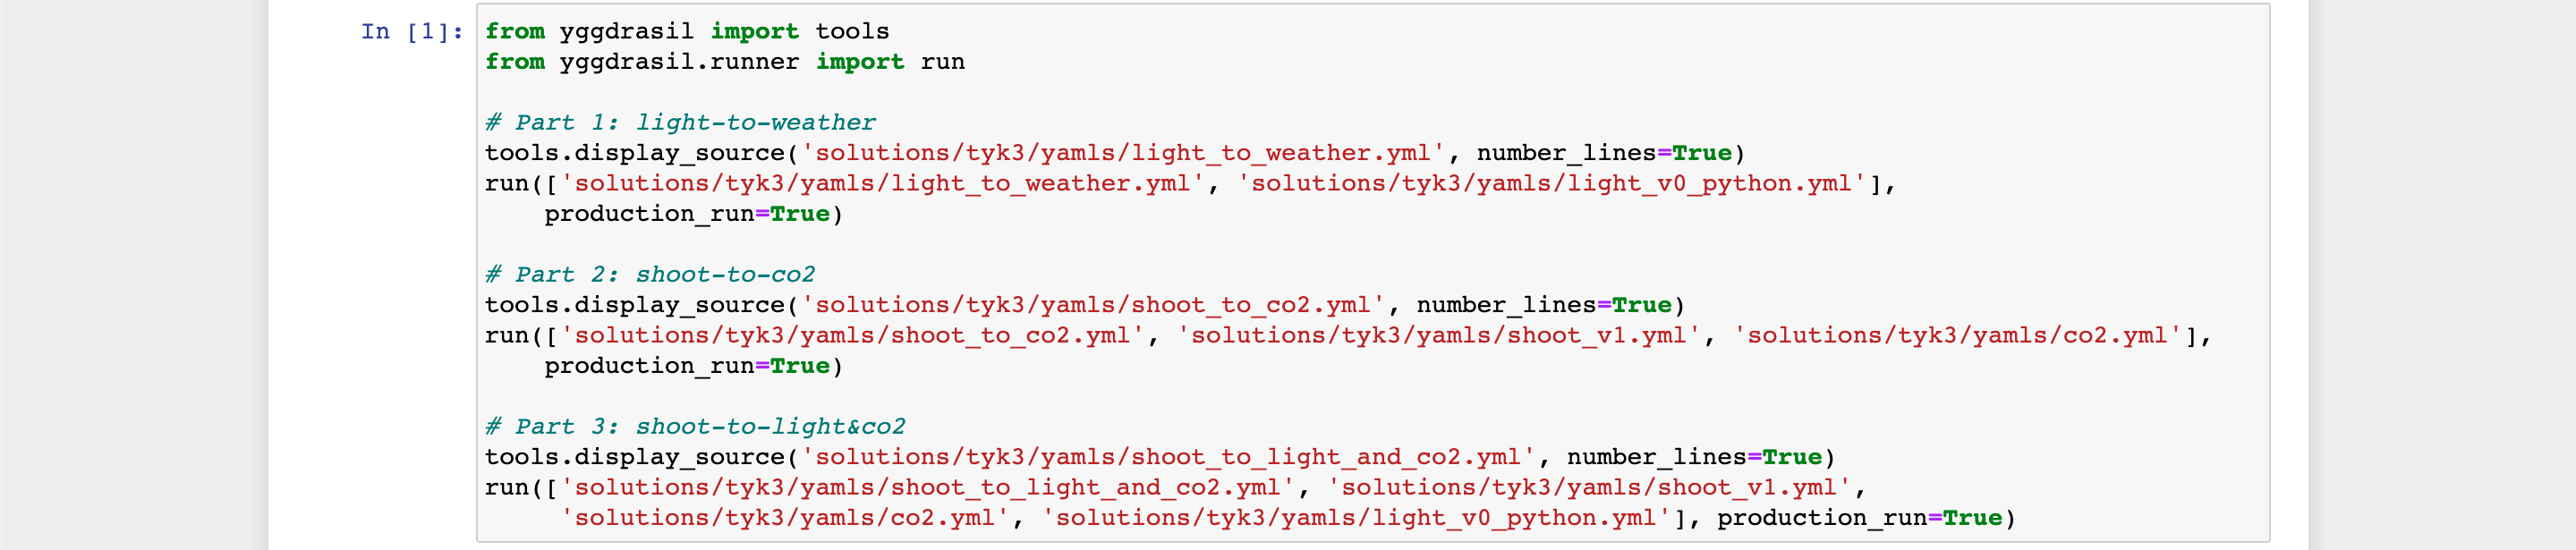 In [1]:
from yggdrasil import tools
from yggdrasil.runner import run
# Part 1: light-to-weather
tools.display_source('solutions/tyk3/yamls/light_to_weather.yml', number_lines=True)
run(['solutions/tyk3/yamls/light_to_weather.yml', 'solutions/tyk3/yamls/light_v0_python.yml'],
    production_run=True)
# Part 2: shoot-to-co2
tools.display_source('solutions/tyk3/yamls/shoot_to_co2.yml', number_lines=True)
run(['solutions/tyk3/yamls/shoot_to_co2.yml', 'solutions/tyk3/yamls/shoot_v1.yml', 'solutions/tyk3/yamls/co2.yml'],
    production_run=True)
# Part 3: shoot-to-light&co2
tools.display_source('solutions/tyk3/yamls/shoot_to_light_and_co2.yml', number_lines=True)
run(['solutions/tyk3/yamls/shoot_to_light_and_co2.yml', 'solutions/tyk3/yamls/shoot_v1.yml',
     'solutions/tyk3/yamls/co2.yml', 'solutions/tyk3/yamls/light_v0_python.yml'], production_run=True)